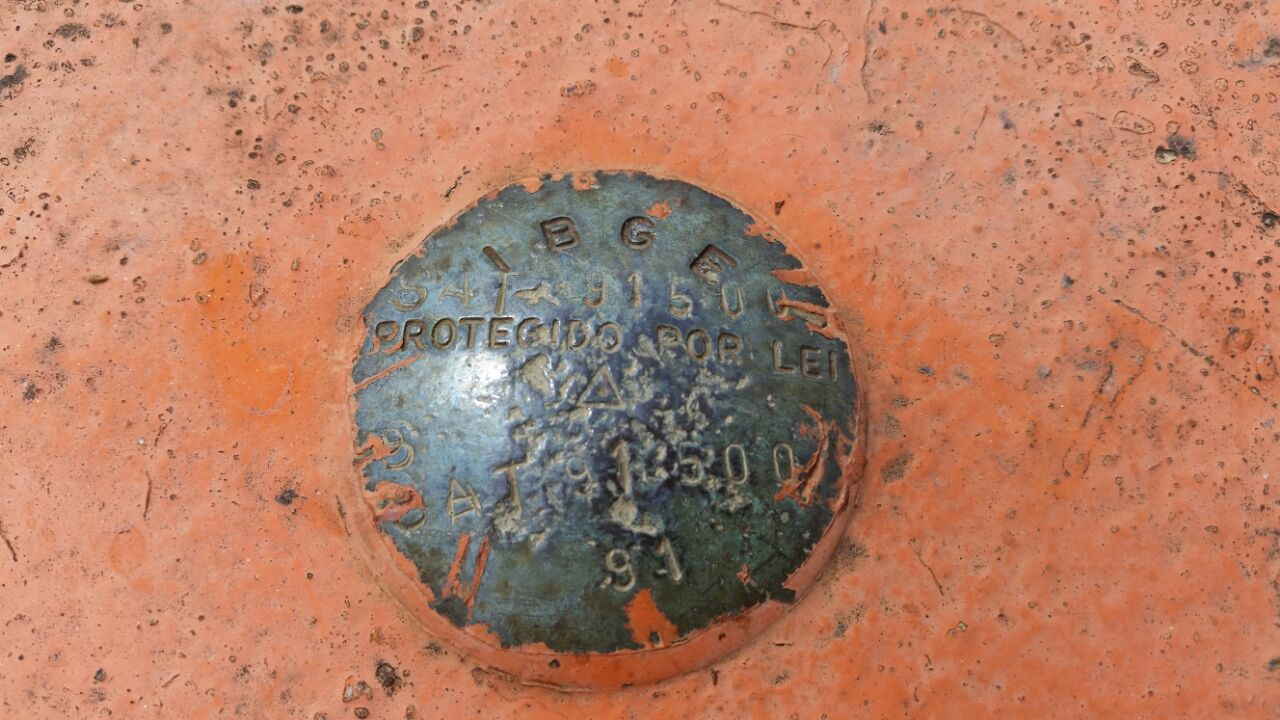 IBGE
SAT 91500
PROTEGIDO POR LEI
SAT 91500
91